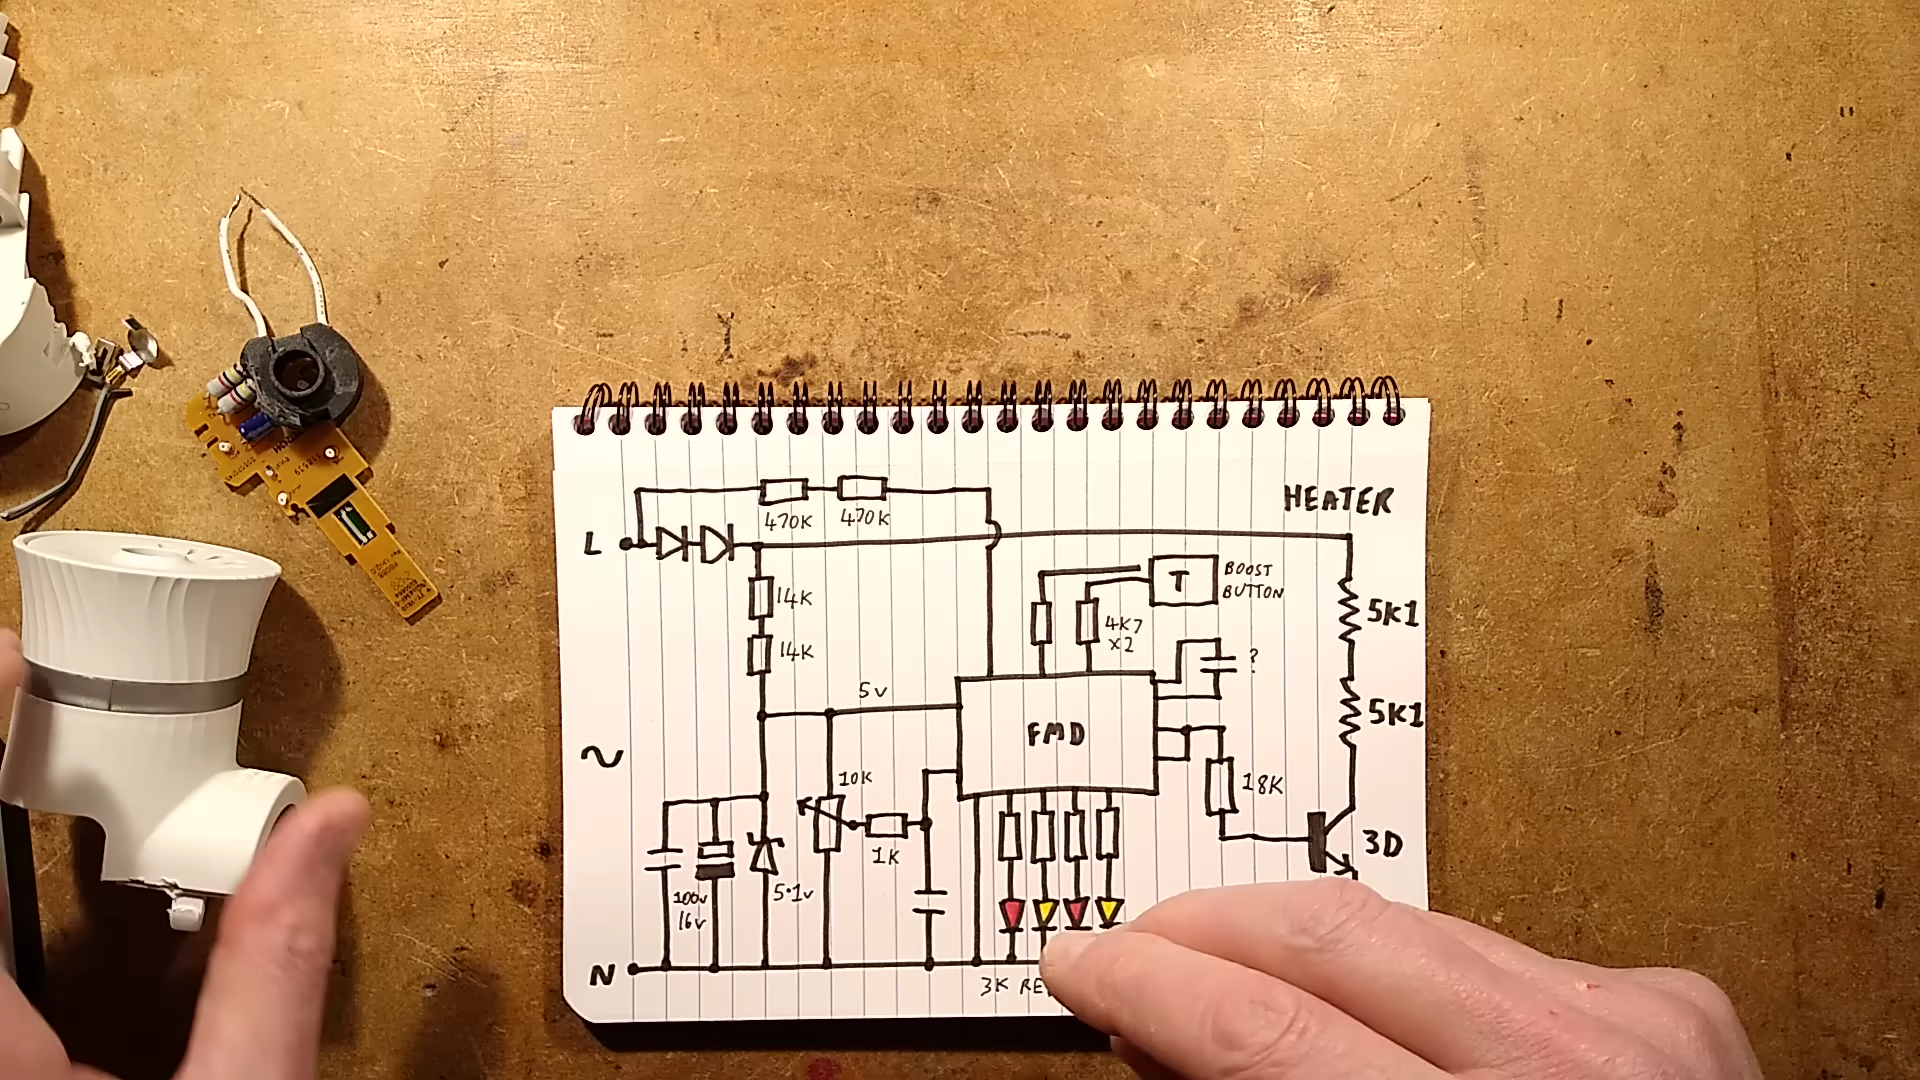 HEATER
470K 470K
L
BOOST
BUTTON
T
14K
4K7
x2
5K1
14K
?
5v
5K1
FMD
~
10K
18K
1K
3D
100u
16v
5·1v
N
3K